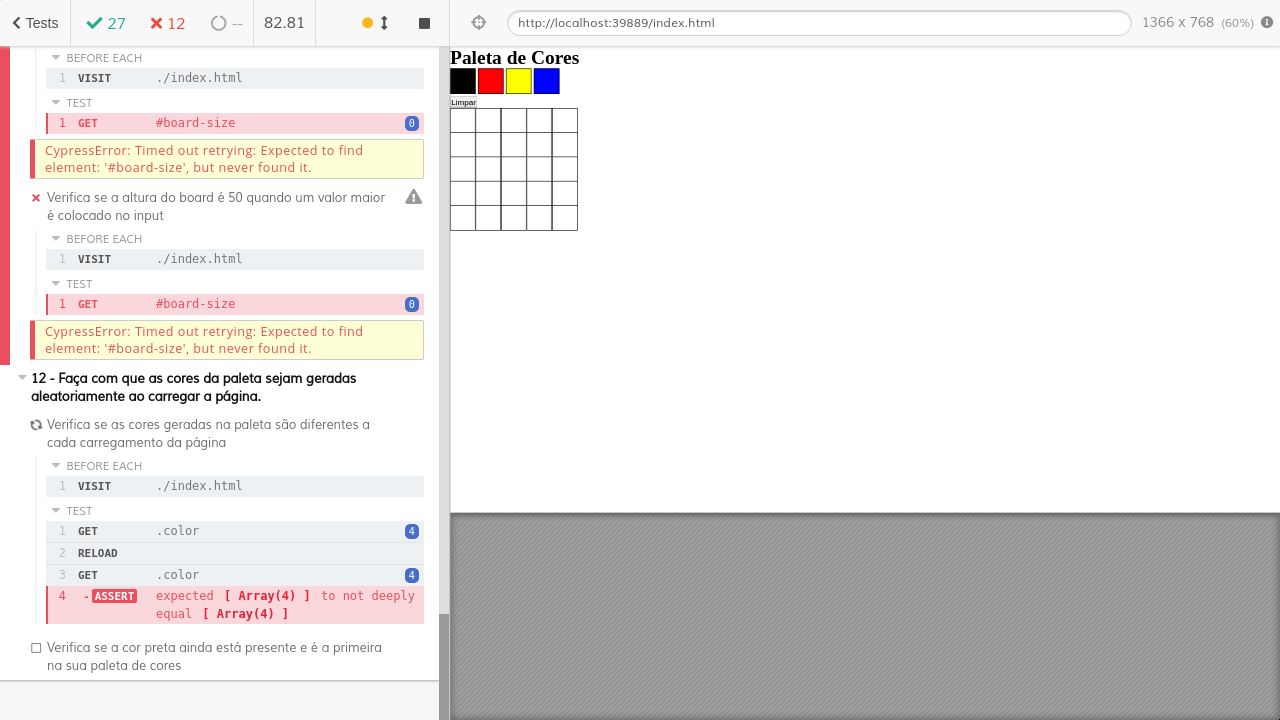 Tests
27
12
--
82.81
http://localhost:39889/index.html
1366 x 768 (60%)
BEFORE EACH
1 VISIT ./index.html
TEST
1 GET #board-size 0
CypressError: Timed out retrying: Expected to find
element: '#board-size', but never found it.
Verifica se a altura do board é 50 quando um valor maior
é colocado no input
BEFORE EACH
1 VISIT ./index.html
TEST
1 GET #board-size 0
CypressError: Timed out retrying: Expected to find
element: '#board-size', but never found it.
12 - Faça com que as cores da paleta sejam geradas
aleatoriamente ao carregar a página.
Verifica se as cores geradas na paleta são diferentes a
cada carregamento da página
BEFORE EACH
1 VISIT ./index.html
TEST
1 GET .color 4
2 RELOAD
3 GET .color 4
4 -ASSERT expected [ Array(4) ] to not deeply
equal [ Array(4) ]
Verifica se a cor preta ainda está presente e é a primeira
na sua paleta de cores
Paleta de Cores
Limpar